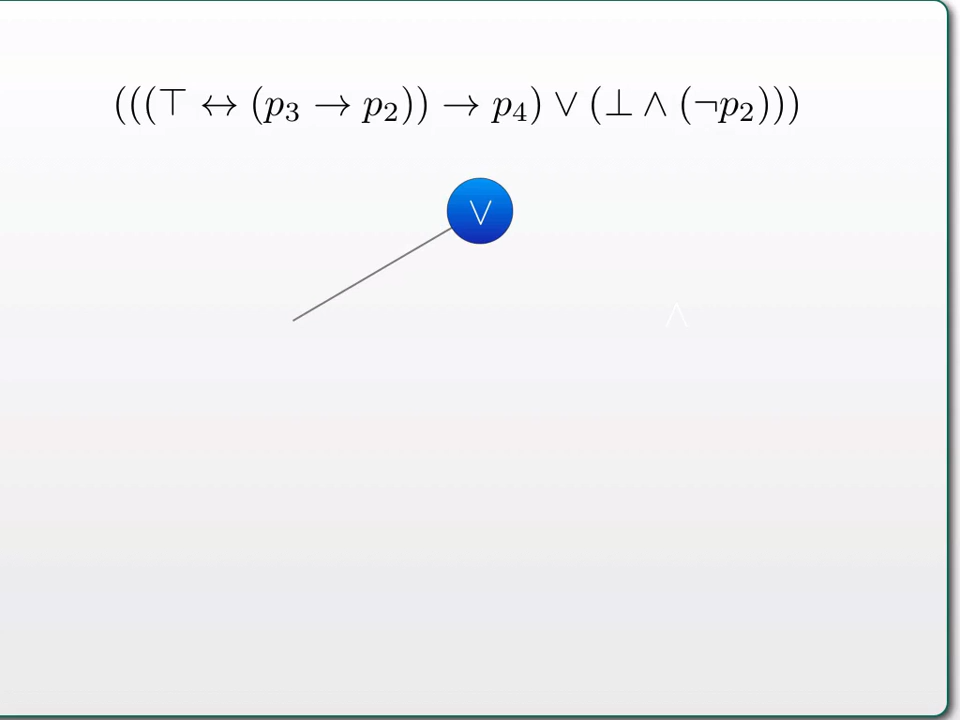 (((⊤ ↔ (p₃ → p₂)) → p₄) ∨ (⊥ ∧ (¬p₂)))
∨
∧